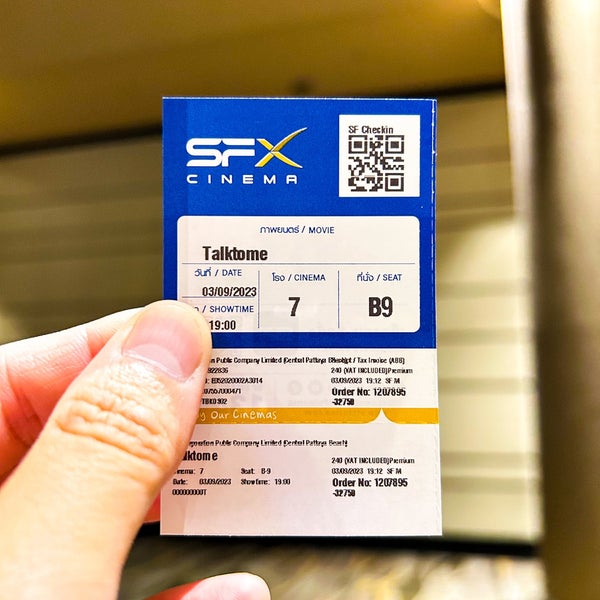 SFX
CINEMA
SF Checkin
ภาพยนตร์ / MOVIE
Talktome
วันที่ / DATE
03/09/2023
/ SHOWTIME
19:00
โรง / CINEMA
7
ที่นั่ง / SEAT
B9
Public Company Limited (Central Pattaya / Tax Invoice (ABB)
922836
240 (VAT INCLUDED)Premium
03/09/2023 19:12 SF.M
Order No: 1207895
-32750
Our Cinemas
Public Company Limited (Central Pattaya Beach)
240 (VAT INCLUDED)Premium
7 Seat: B-9
03/09/2023 19:12 SF.M
Date: 03/09/2023 Showtime: 19:00
Order No: 1207895
-32750